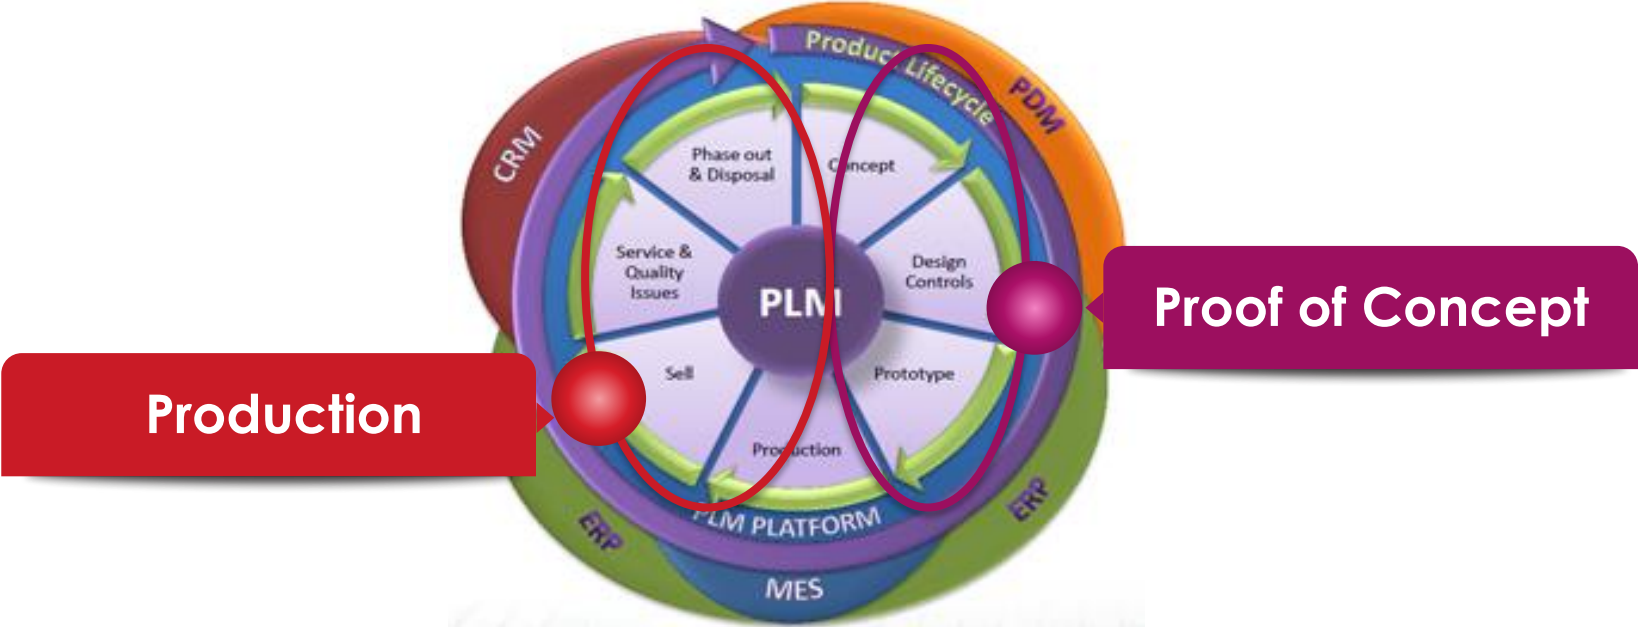 Product Lifecycle
PDM
CRM
Phase out
& Disposal
Concept
Service &
Quality
Issues
Design
Controls
PLM
Proof of Concept
Sell
Prototype
Production
Production
PLM PLATFORM
ERP
ERP
MES